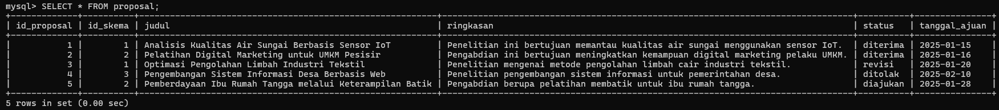 mysql> SELECT * FROM proposal;
+-------------+----------+---------------------------------------------------------+--------------------------------------------------------------------------------+----------+---------------+
| id_proposal | id_skema | judul                                                   | ringkasan                                                                      | status   | tanggal_ajuan |
+-------------+----------+---------------------------------------------------------+--------------------------------------------------------------------------------+----------+---------------+
|           1 |        1 | Analisis Kualitas Air Sungai Berbasis Sensor IoT        | Penelitian ini bertujuan memantau kualitas air sungai menggunakan sensor IoT.  | diterima | 2025-01-15    |
|           2 |        2 | Pelatihan Digital Marketing untuk UMKM Pesisir          | Pengabdian ini bertujuan meningkatkan kemampuan digital marketing pelaku UMKM. | diterima | 2025-01-16    |
|           3 |        1 | Optimasi Pengolahan Limbah Industri Tekstil             | Penelitian mengenai metode pengolahan limbah cair industri tekstil.            | revisi   | 2025-01-20    |
|           4 |        3 | Pengembangan Sistem Informasi Desa Berbasis Web         | Penelitian pengembangan sistem informasi untuk pemerintahan desa.              | ditolak  | 2025-02-10    |
|           5 |        2 | Pemberdayaan Ibu Rumah Tangga melalui Keterampilan Batik | Pengabdian berupa pelatihan membatik untuk ibu rumah tangga.                   | diajukan | 2025-01-28    |
+-------------+----------+---------------------------------------------------------+--------------------------------------------------------------------------------+----------+---------------+
5 rows in set (0.00 sec)